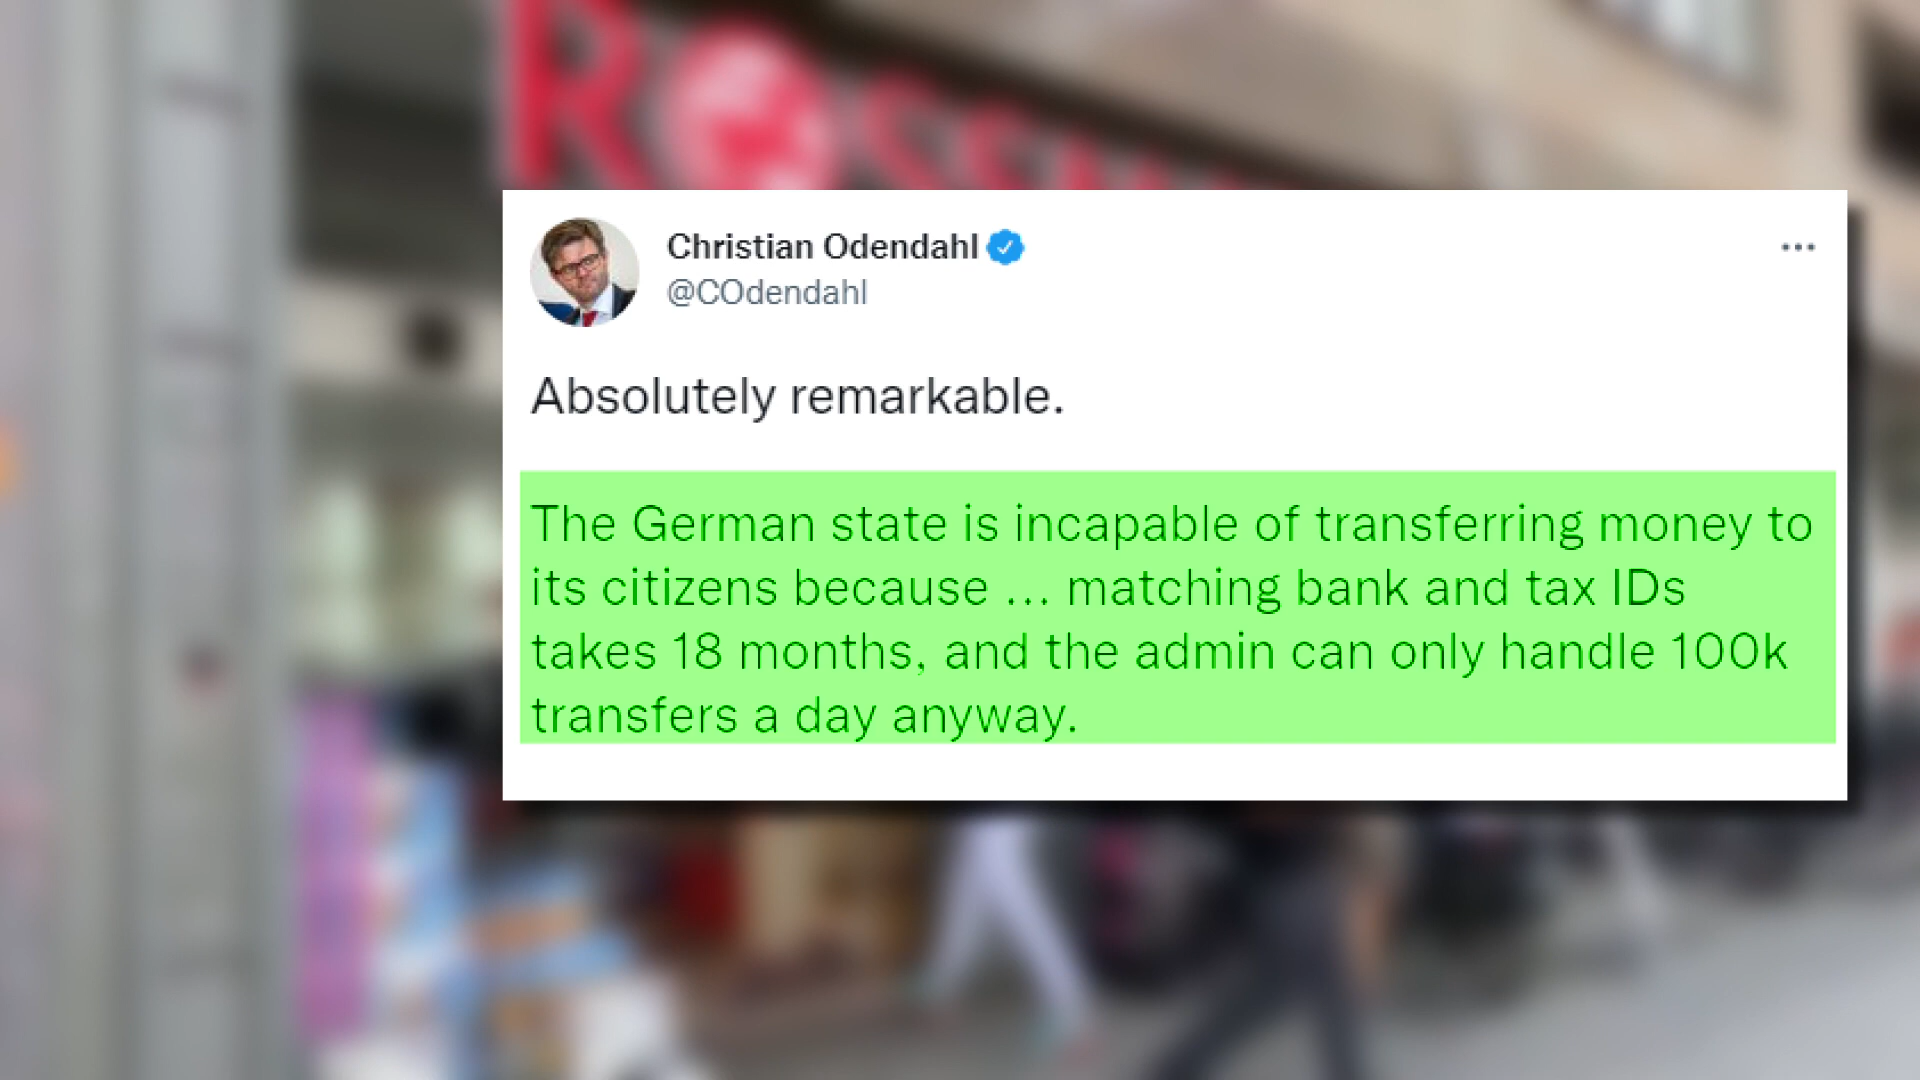 Christian Odendahl
@COdendahl
Absolutely remarkable.
The German state is incapable of transferring money to
its citizens because ... matching bank and tax IDs
takes 18 months, and the admin can only handle 100k
transfers a day anyway.